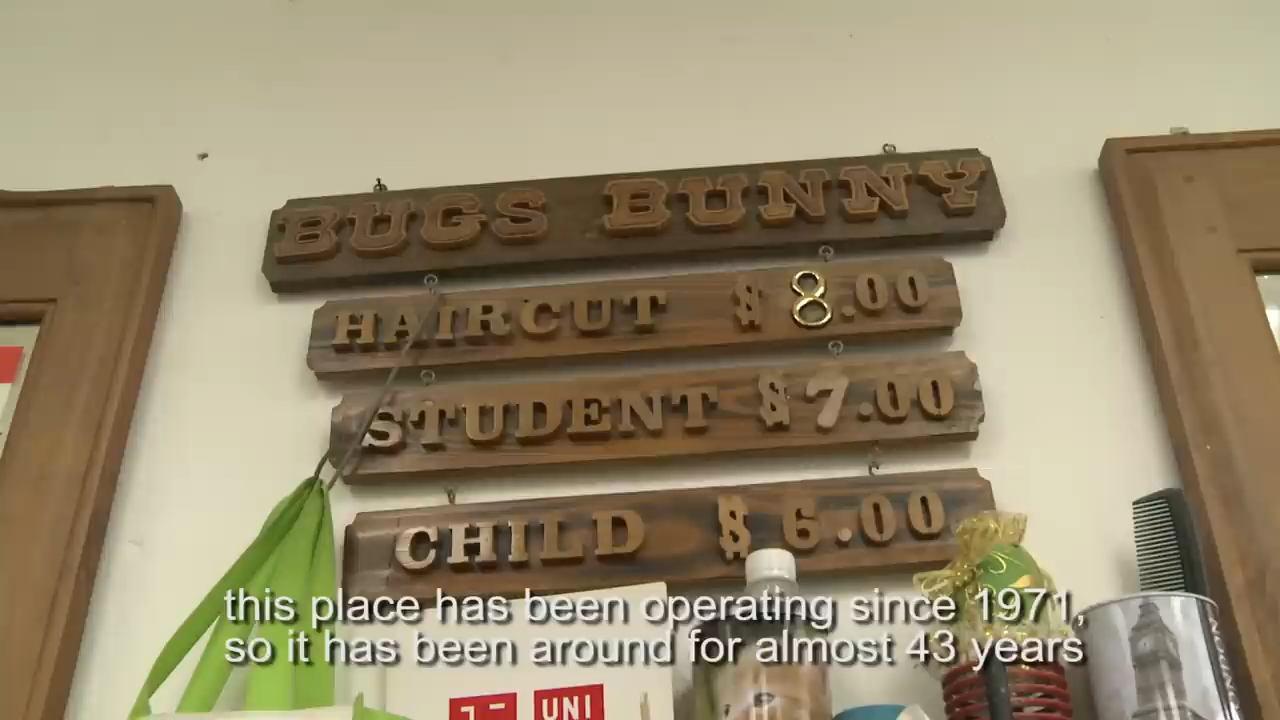 BUGS BUNNY
HAIRCUT $ 8.00
STUDENT $ 7.00
CHILD $ 6.00
this place has been operating since 1971,
so it has been around for almost 43 years
UNI